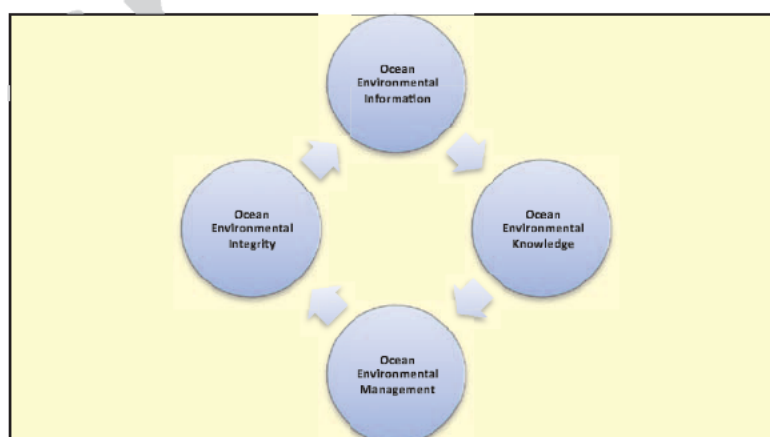 Ocean
Environmental
Information
Ocean
Environmental
Integrity
Ocean
Environmental
Knowledge
Ocean
Environmental
Management